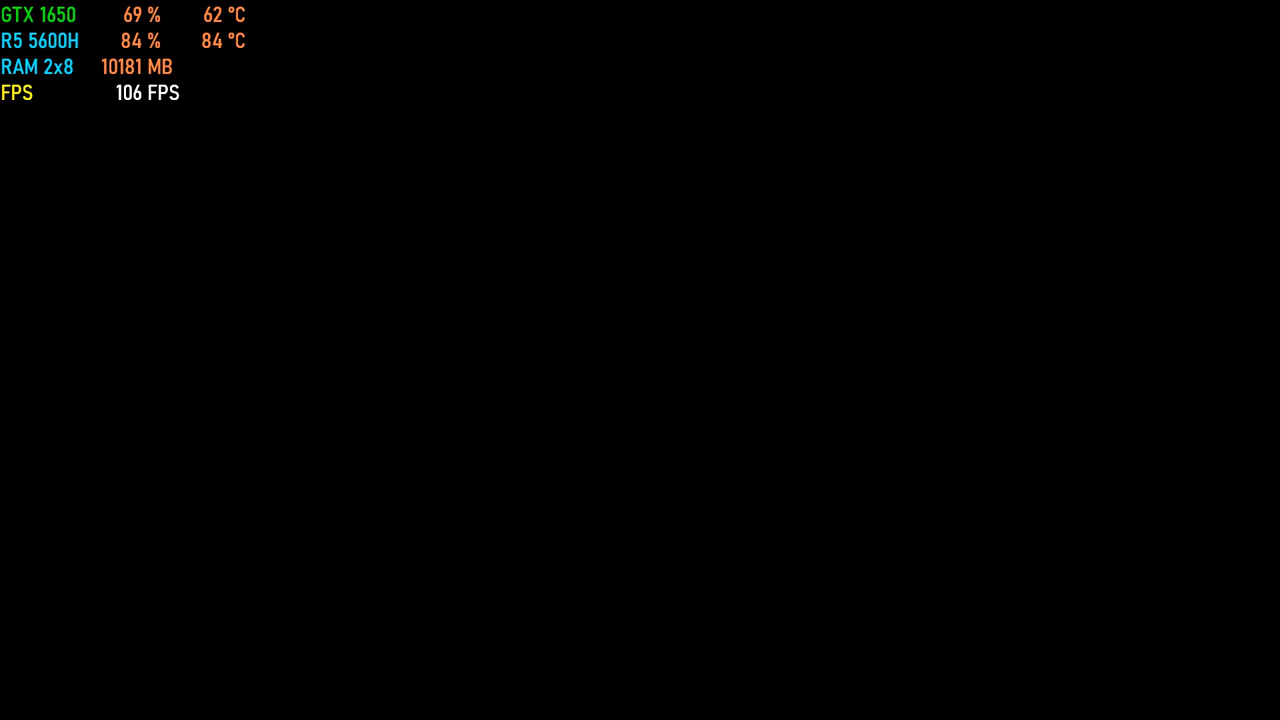 GTX 1650 69 % 62 °C
R5 5600H 84 % 84 °C
RAM 2x8 10181 MB
FPS 106 FPS